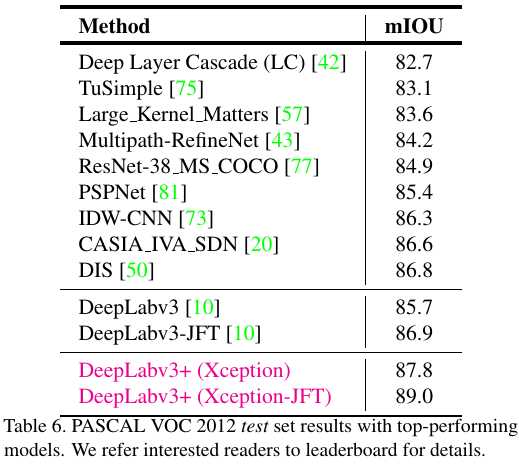 Method mIOU
Deep Layer Cascade (LC) [42] 82.7
TuSimple [75] 83.1
Large_Kernel_Matters [57] 83.6
Multipath-RefineNet [43] 84.2
ResNet-38_MS_COCO [77] 84.9
PSPNet [81] 85.4
IDW-CNN [73] 86.3
CASIA_IVA_SDN [20] 86.6
DIS [50] 86.8
DeepLabv3 [10] 85.7
DeepLabv3-JFT [10] 86.9
DeepLabv3+ (Xception) 87.8
DeepLabv3+ (Xception-JFT) 89.0
Table 6. PASCAL VOC 2012 test set results with top-performing
models. We refer interested readers to leaderboard for details.